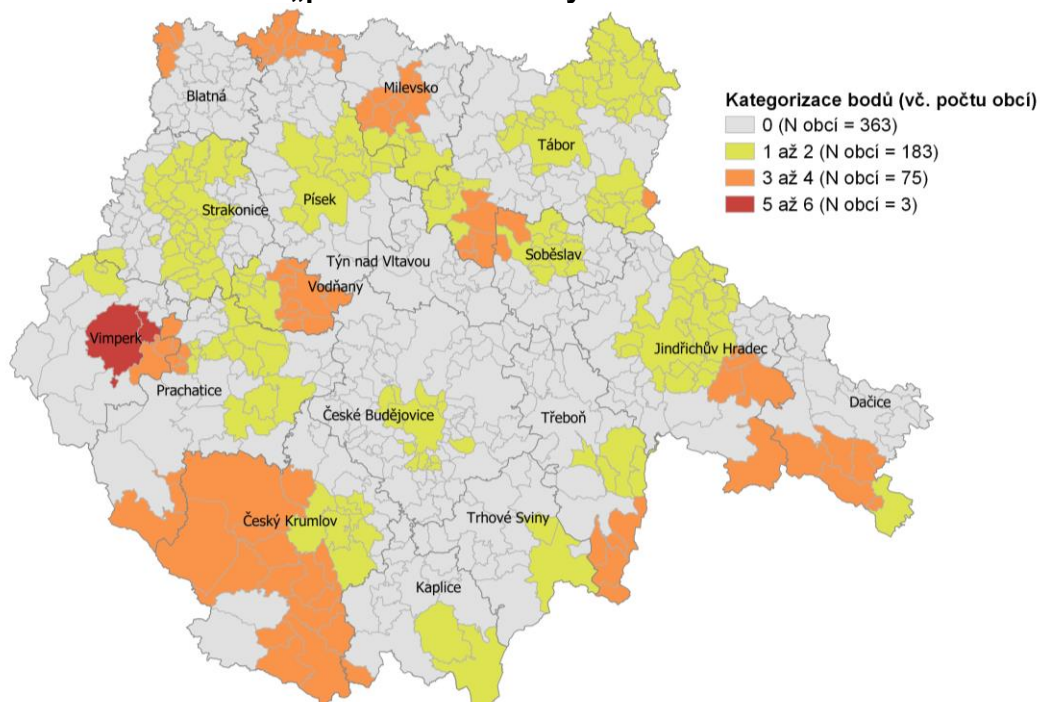 Kategorizace bodů (vč. počtu obcí)
0 (N obcí = 363)
1 až 2 (N obcí = 183)
3 až 4 (N obcí = 75)
5 až 6 (N obcí = 3)
Blatná
Milevsko
Tábor
Strakonice
Písek
Týn nad Vltavou
Soběslav
Vodňany
Vimperk
Jindřichův Hradec
Prachatice
České Budějovice
Třeboň
Dačice
Český Krumlov
Trhové Sviny
Kaplice